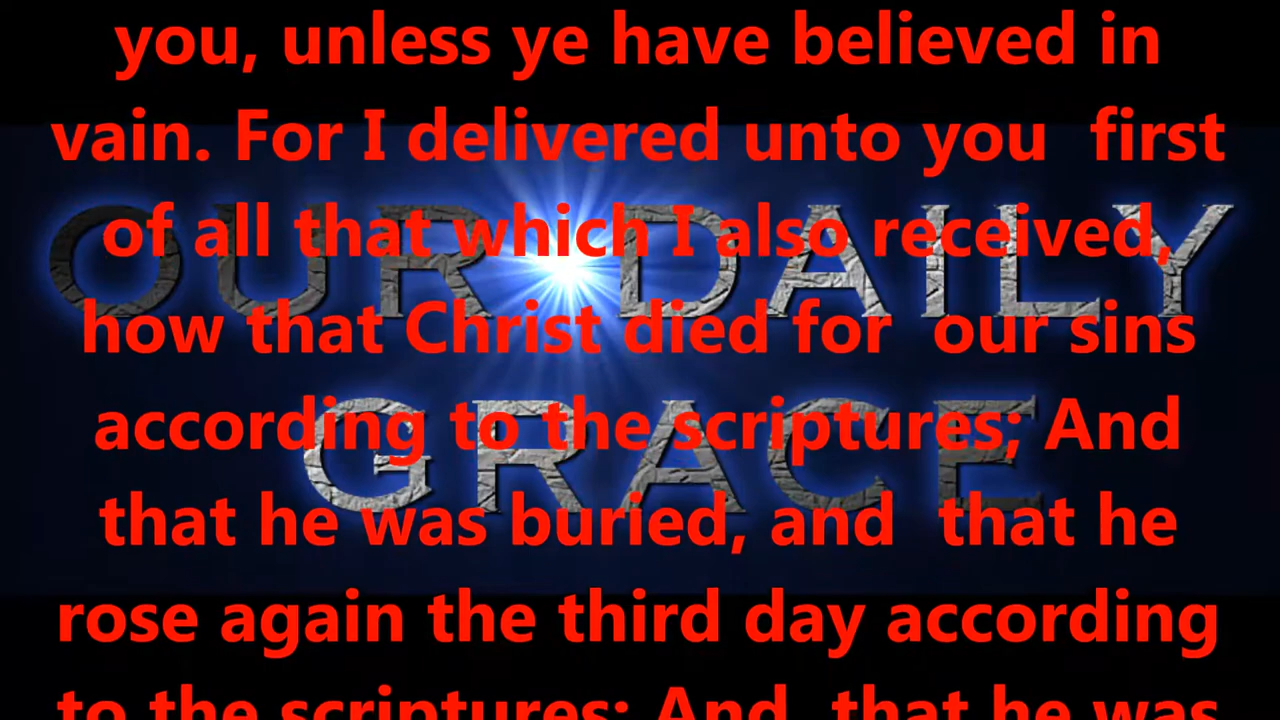 you, unless ye have believed in
vain. For I delivered unto you first
of all that which I also received,
how that Christ died for our sins
according to the scriptures; And
that he was buried, and that he
rose again the third day according
to the scriptures: And that he was
OUR DAILY
GRACE